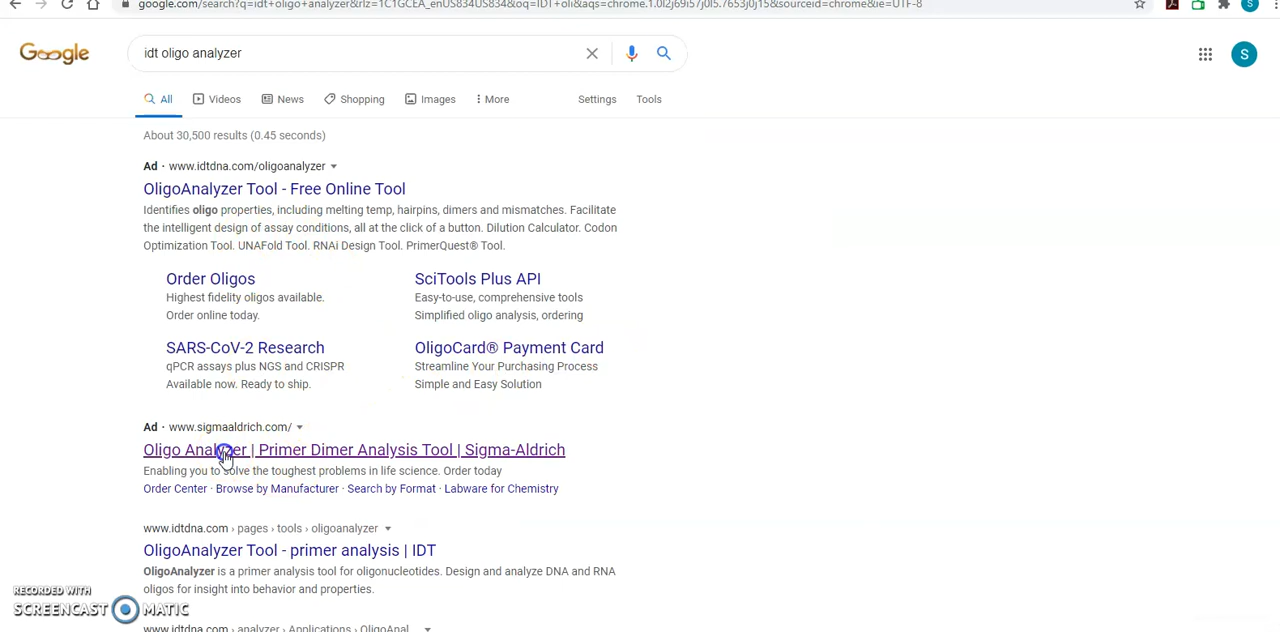 google.com/search?q=idt+oligo+analyzer&rlz=1C1GCEA_enUS834US834&oq=IDT+oli&aqs=chrome.1.0l2j69i57j0l5.7653j0j15&sourceid=chrome&ie=UTF-8
S
Google
idt oligo analyzer
S
All
Videos
News
Shopping
Images
More
Settings
Tools
About 30,500 results (0.45 seconds)
Ad · www.idtdna.com/oligoanalyzer
OligoAnalyzer Tool - Free Online Tool
Identifies oligo properties, including melting temp, hairpins, dimers and mismatches. Facilitate
the intelligent design of assay conditions, all at the click of a button. Dilution Calculator. Codon
Optimization Tool. UNAFold Tool. RNAi Design Tool. PrimerQuest® Tool.
Order Oligos
Highest fidelity oligos available.
Order online today.
SciTools Plus API
Easy-to-use, comprehensive tools
Simplified oligo analysis, ordering
SARS-CoV-2 Research
qPCR assays plus NGS and CRISPR
Available now. Ready to ship.
OligoCard® Payment Card
Streamline Your Purchasing Process
Simple and Easy Solution
Ad · www.sigmaaldrich.com/
Oligo Analyzer | Primer Dimer Analysis Tool | Sigma-Aldrich
Enabling you to solve the toughest problems in life science. Order today
Order Center · Browse by Manufacturer · Search by Format · Labware for Chemistry
www.idtdna.com › pages › tools › oligoanalyzer
OligoAnalyzer Tool - primer analysis | IDT
OligoAnalyzer is a primer analysis tool for oligonucleotides. Design and analyze DNA and RNA
oligos for insight into behavior and properties.
RECORDED WITH
SCREENCAST MATIC
www.idtdna.com › analyzer › Applications › OligoAnal...